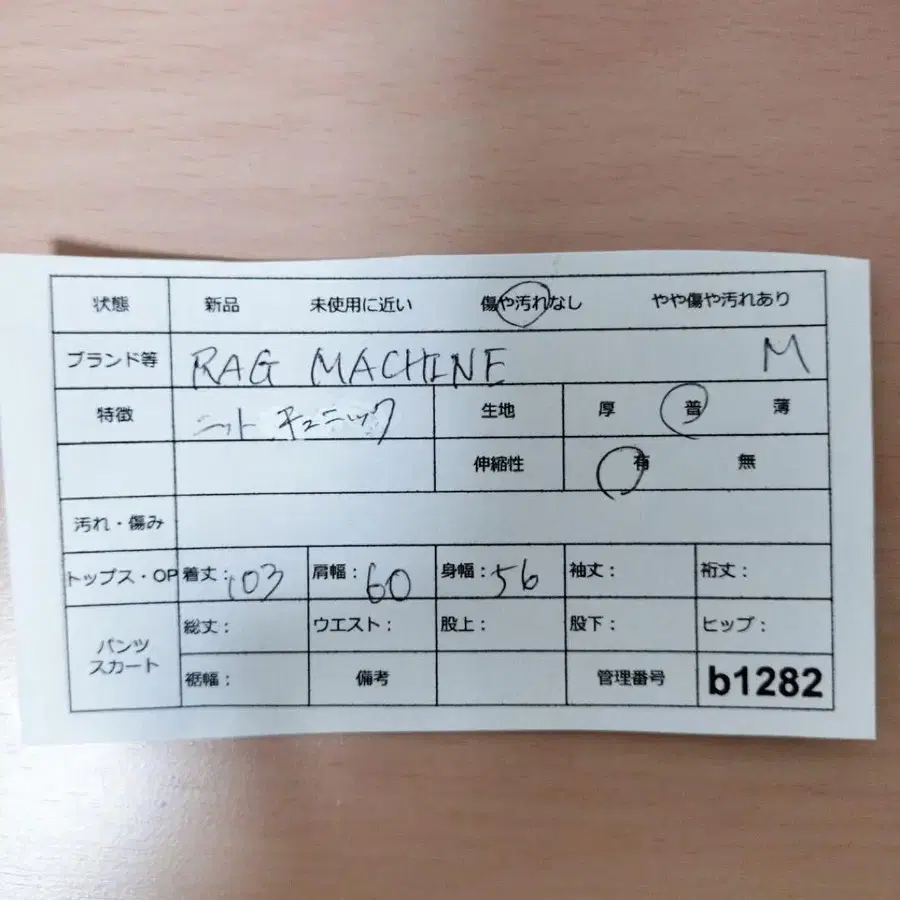 状態 新品 未使用に近い 傷や汚れなし やや傷や汚れあり
ブランド等 RAG MACHINE M
特徴 ニット チュニック 生地 厚 普 薄
伸縮性 有 無
汚れ・傷み
トップス・OP 着丈: 103 肩幅: 60 身幅: 56 袖丈: 裄丈:
パンツ スカート 総丈: ウエスト: 股上: 股下: ヒップ:
裾幅: 備考 管理番号 b1282